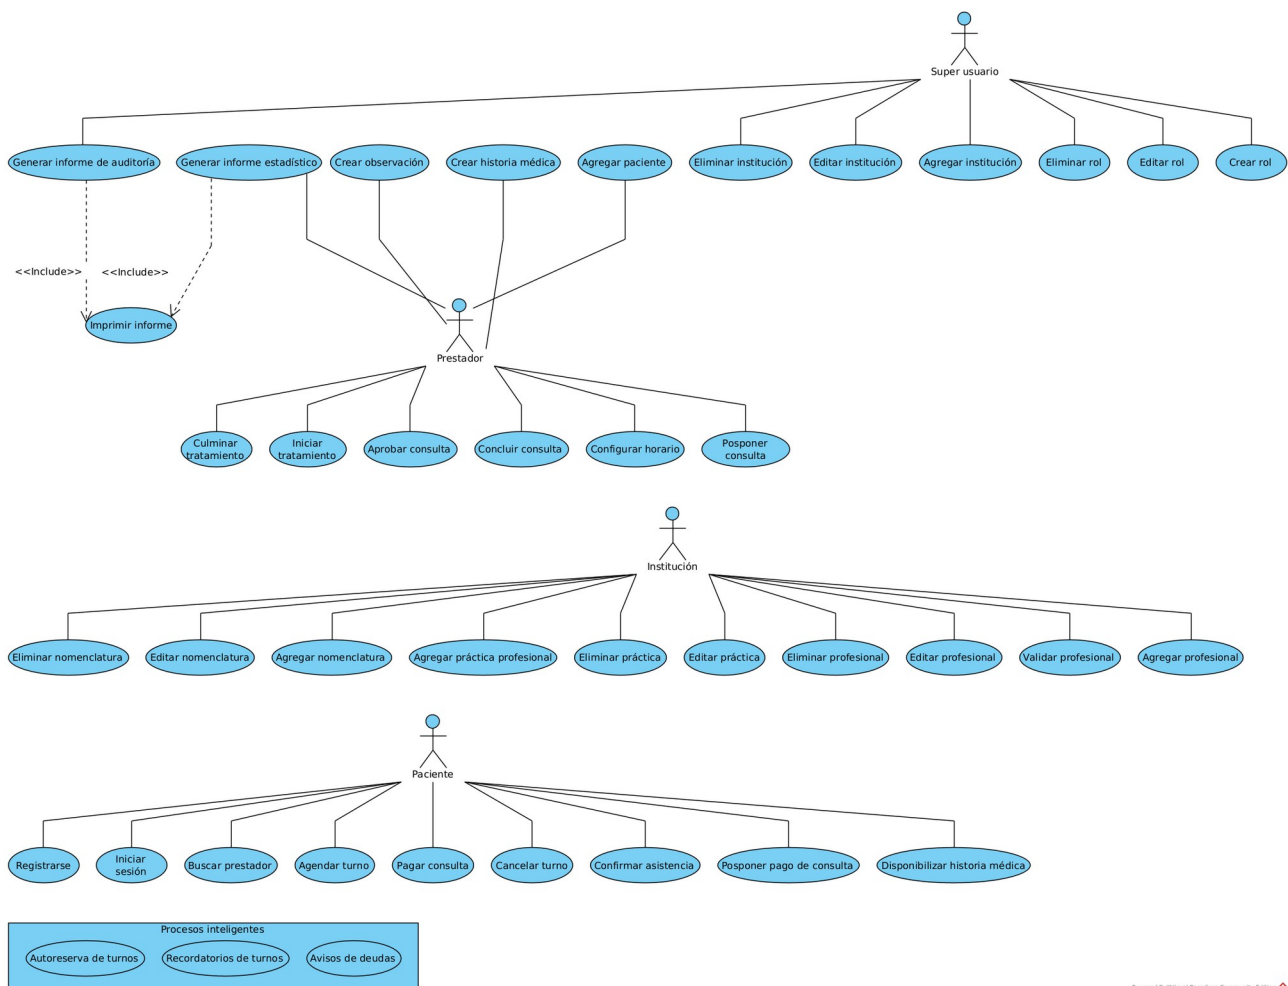 Super usuario
Generar informe de auditoría
Generar informe estadístico
Crear observación
Crear historia médica
Agregar paciente
Eliminar institución
Editar institución
Agregar institución
Eliminar rol
Editar rol
Crear rol
<<Include>>
<<Include>>
Imprimir informe
Prestador
Culminar
tratamiento
Iniciar
tratamiento
Aprobar consulta
Concluir consulta
Configurar horario
Posponer
consulta
Institución
Eliminar nomenclatura
Editar nomenclatura
Agregar nomenclatura
Agregar práctica profesional
Eliminar práctica
Editar práctica
Eliminar profesional
Editar profesional
Validar profesional
Agregar profesional
Paciente
Registrarse
Iniciar
sesión
Buscar prestador
Agendar turno
Pagar consulta
Cancelar turno
Confirmar asistencia
Posponer pago de consulta
Disponibilizar historia médica
Procesos inteligentes
Autoreserva de turnos
Recordatorios de turnos
Avisos de deudas